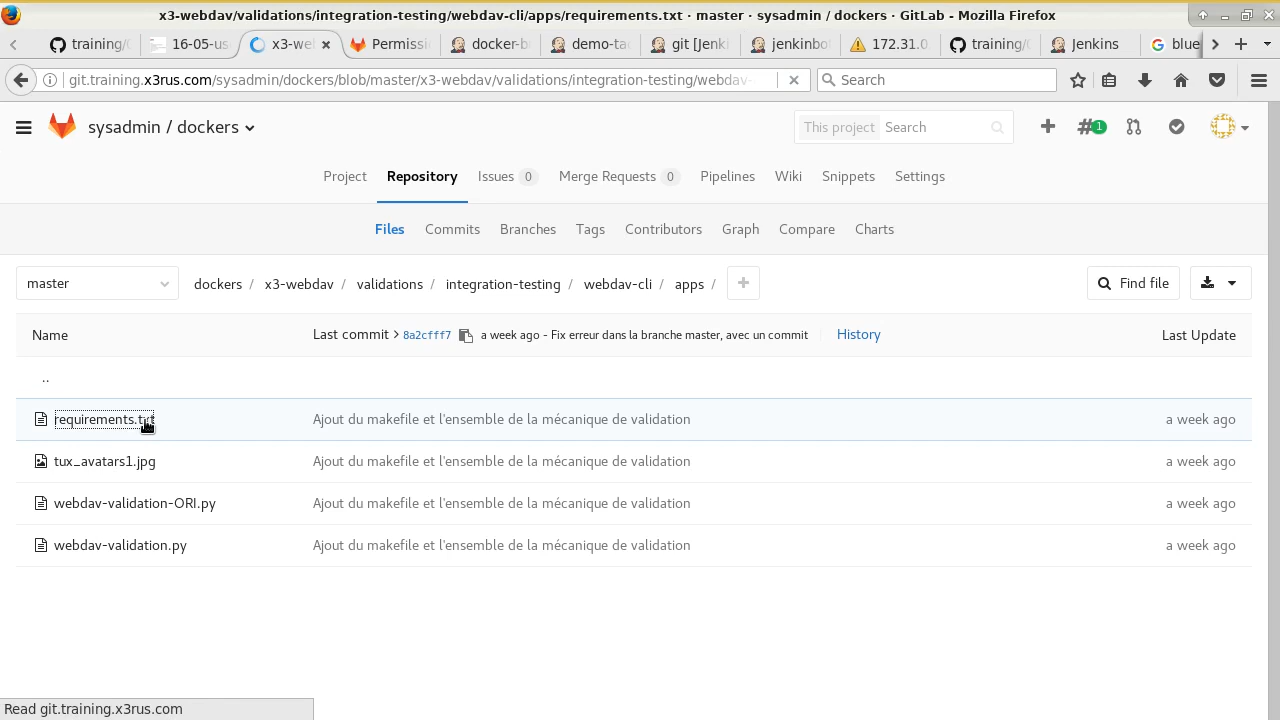 x3-webdav/validations/integration-testing/webdav-cli/apps/requirements.txt · master · sysadmin / dockers · GitLab - Mozilla Firefox
training/( 16-05-us x3-wel Permissi docker-b demo-ta git [Jenk jenkinbo 172.31.0 training/( Jenkins blue
git.training.x3rus.com/sysadmin/dockers/blob/master/x3-webdav/validations/integration-testing/webdav- Search
sysadmin / dockers This project Search 1
Project Repository Issues 0 Merge Requests 0 Pipelines Wiki Snippets Settings
Files Commits Branches Tags Contributors Graph Compare Charts
master dockers / x3-webdav / validations / integration-testing / webdav-cli / apps / + Find file
Name Last commit > 8a2cfff7 a week ago - Fix erreur dans la branche master, avec un commit History Last Update
..
requirements.txt Ajout du makefile et l'ensemble de la mécanique de validation a week ago
tux_avatars1.jpg Ajout du makefile et l'ensemble de la mécanique de validation a week ago
webdav-validation-ORI.py Ajout du makefile et l'ensemble de la mécanique de validation a week ago
webdav-validation.py Ajout du makefile et l'ensemble de la mécanique de validation a week ago
Read git.training.x3rus.com